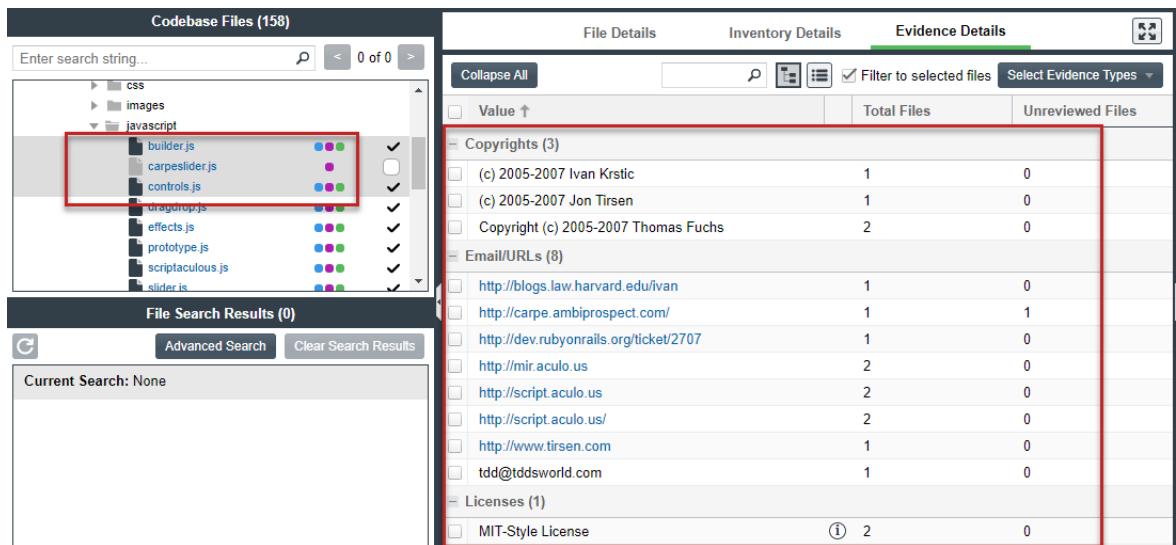 Codebase Files (158)
Enter search string...
< 0 of 0 >
css
images
javascript
builder.js
carpeslider.js
controls.js
dragdrop.js
effects.js
prototype.js
scriptaculous.js
slider.js
File Search Results (0)
Advanced Search Clear Search Results
Current Search: None
File Details Inventory Details Evidence Details
Collapse All Filter to selected files Select Evidence Types
Value Total Files Unreviewed Files
Copyrights (3)
(c) 2005-2007 Ivan Krstic 1 0
(c) 2005-2007 Jon Tirsen 1 0
Copyright (c) 2005-2007 Thomas Fuchs 2 0
Email/URLs (8)
http://blogs.law.harvard.edu/ivan 1 0
http://carpe.ambiprospect.com/ 1 1
http://dev.rubyonrails.org/ticket/2707 1 0
http://mir.aculo.us 2 0
http://script.aculo.us 2 0
http://script.aculo.us/ 2 0
http://www.tirsen.com 1 0
tdd@tddsworld.com 1 0
Licenses (1)
MIT-Style License 2 0